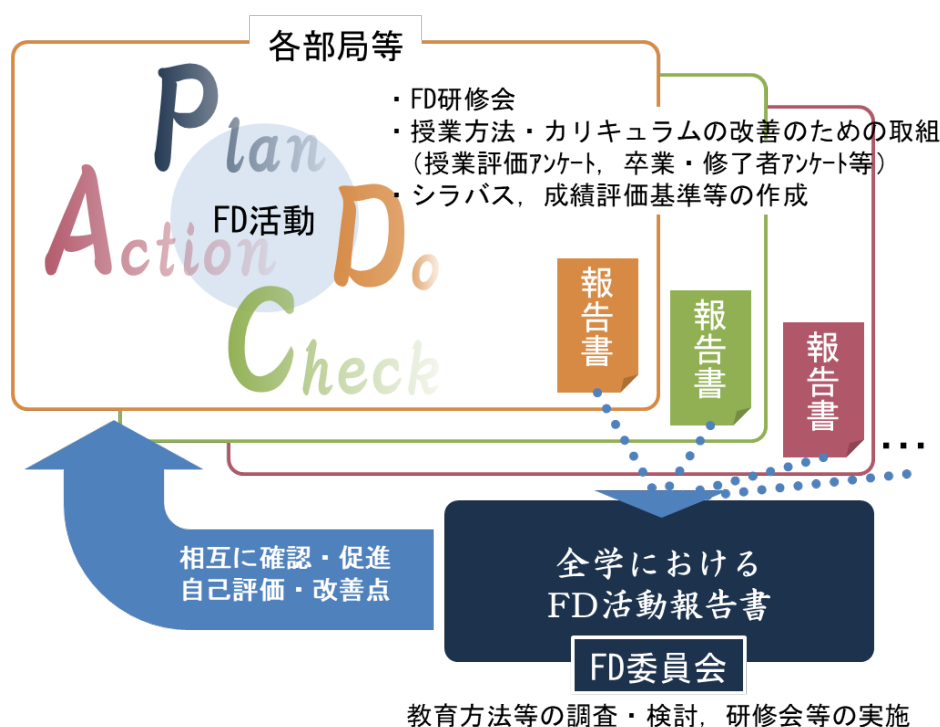 各部局等
Plan
Do
Check
Action
FD活動
・FD研修会
・授業方法・カリキュラムの改善のための取組
（授業評価ｱﾝｹｰﾄ，卒業・修了者ｱﾝｹｰﾄ等）
・シラバス，成績評価基準等の作成
報告書
報告書
報告書
...
相互に確認・促進
自己評価・改善点
全学における
FD活動報告書
FD委員会
教育方法等の調査・検討，研修会等の実施